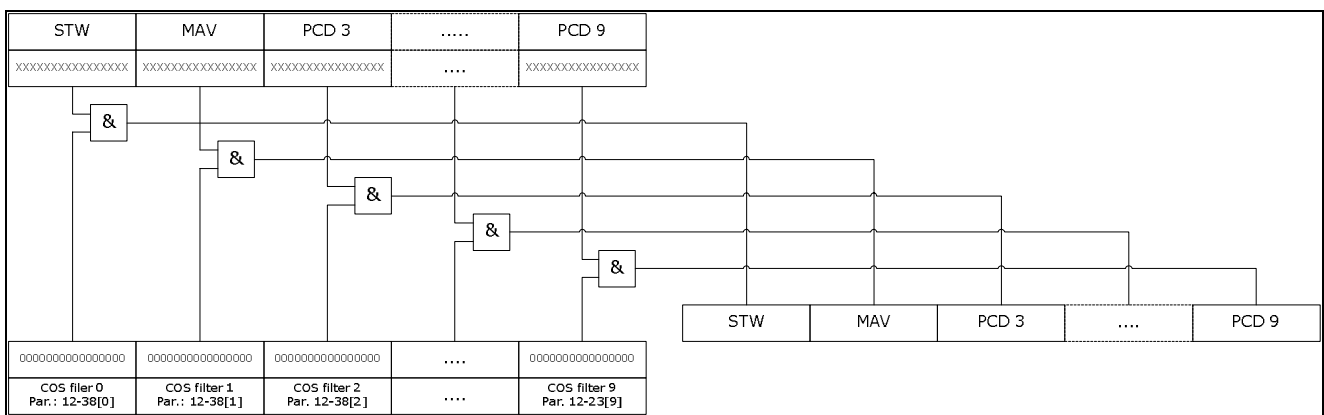 STW MAV PCD 3 ..... PCD 9
XXXXXXXXXXXXXXXX XXXXXXXXXXXXXXXX XXXXXXXXXXXXXXXX .... XXXXXXXXXXXXXXXX
&
&
&
&
&
STW MAV PCD 3 .... PCD 9
0000000000000000 0000000000000000 0000000000000000 .... 0000000000000000
COS filer 0 COS filter 1 COS filter 2 .... COS filter 9
Par.: 12-38[0] Par.: 12-38[1] Par. 12-38[2] Par. 12-23[9]